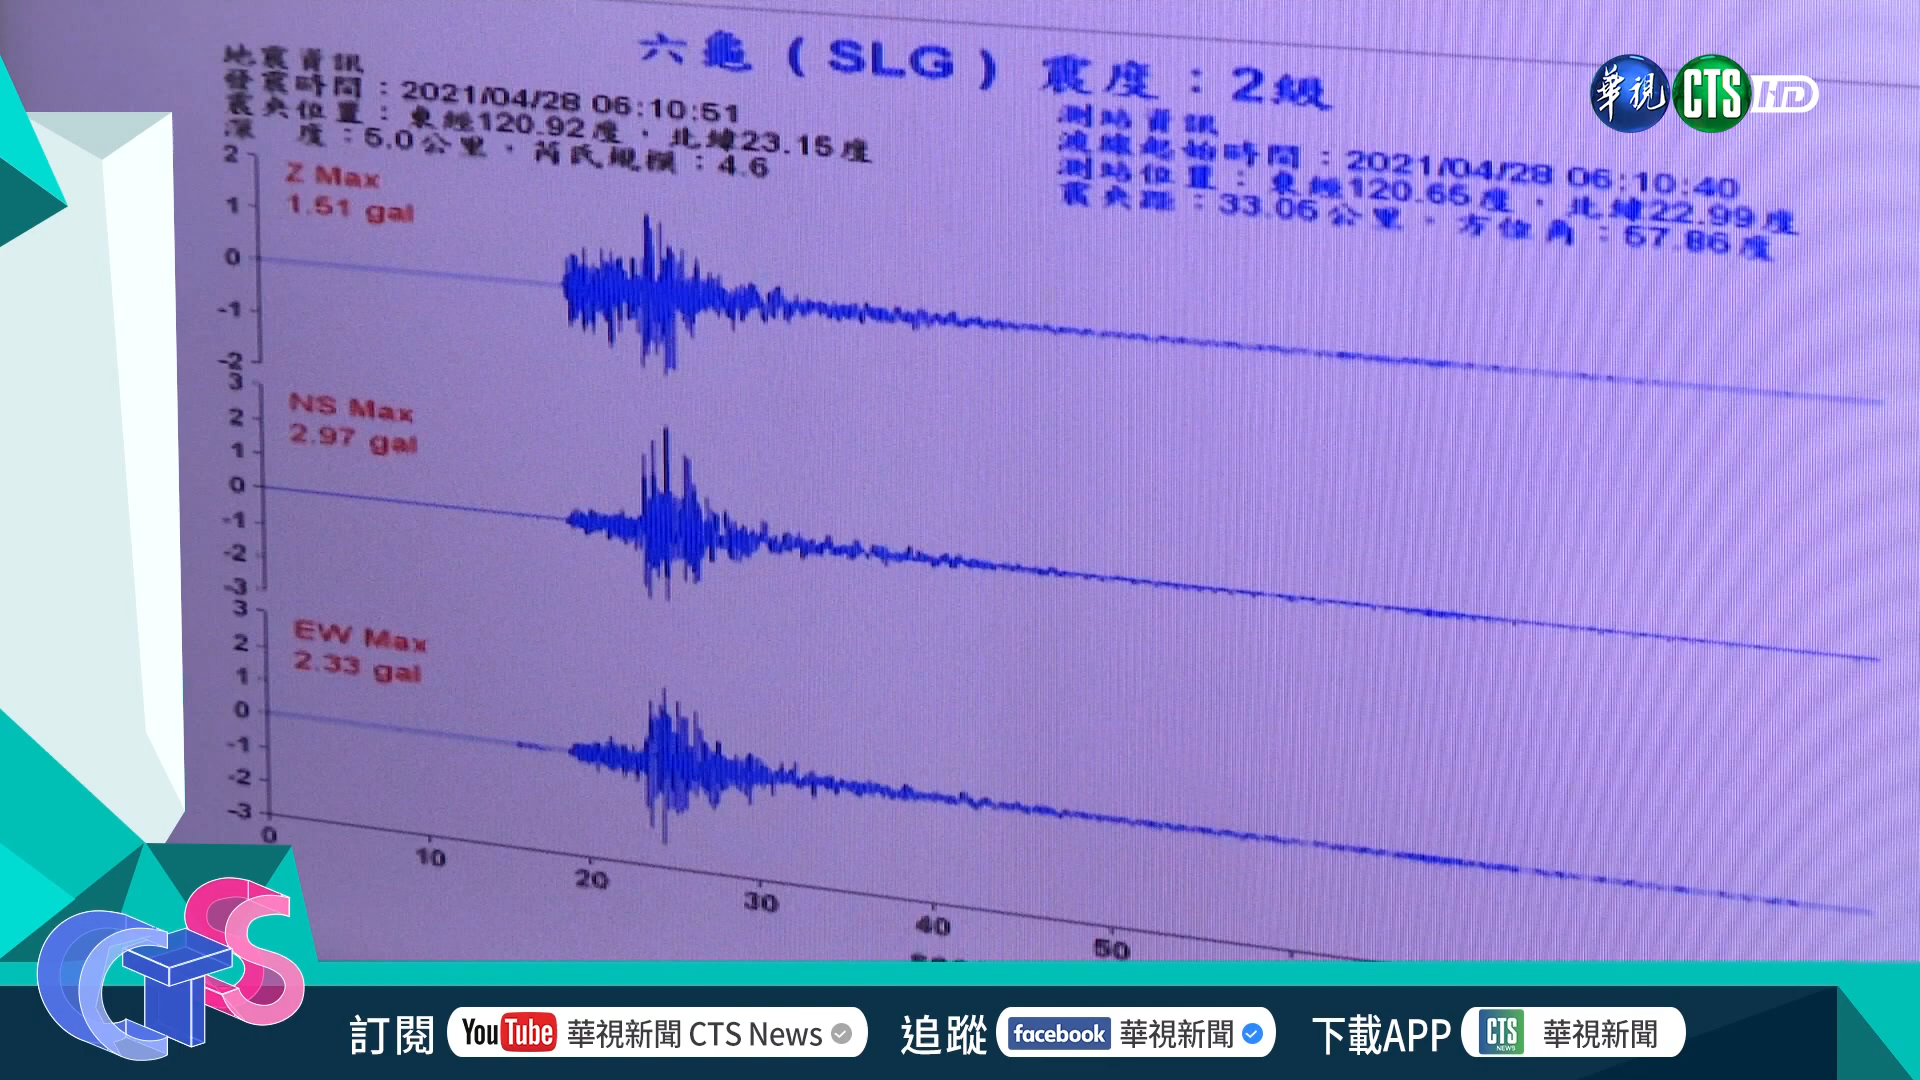 六龜（SLG）震度：2級
地震資訊
發震時間：2021/04/28 06:10:51
震央位置：東經120.92度，北緯23.15度
深　度：5.0公里，芮氏規模：4.6
測站資訊
濾線起始時間：2021/04/28 06:10:40
測站位置：東經120.65度，北緯22.99度
震央距：33.06公里，方位角：57.86度
華視 CTS HD
Z Max
1.51 gal
2
1
0
-1
-2
NS Max
2.97 gal
3
2
1
0
-1
-2
-3
EW Max
2.33 gal
3
2
1
0
-1
-2
-3
0 10 20 30 40 50
CTS
訂閱 YouTube 華視新聞 CTS News 追蹤 facebook 華視新聞 下載APP CTS NEWS 華視新聞